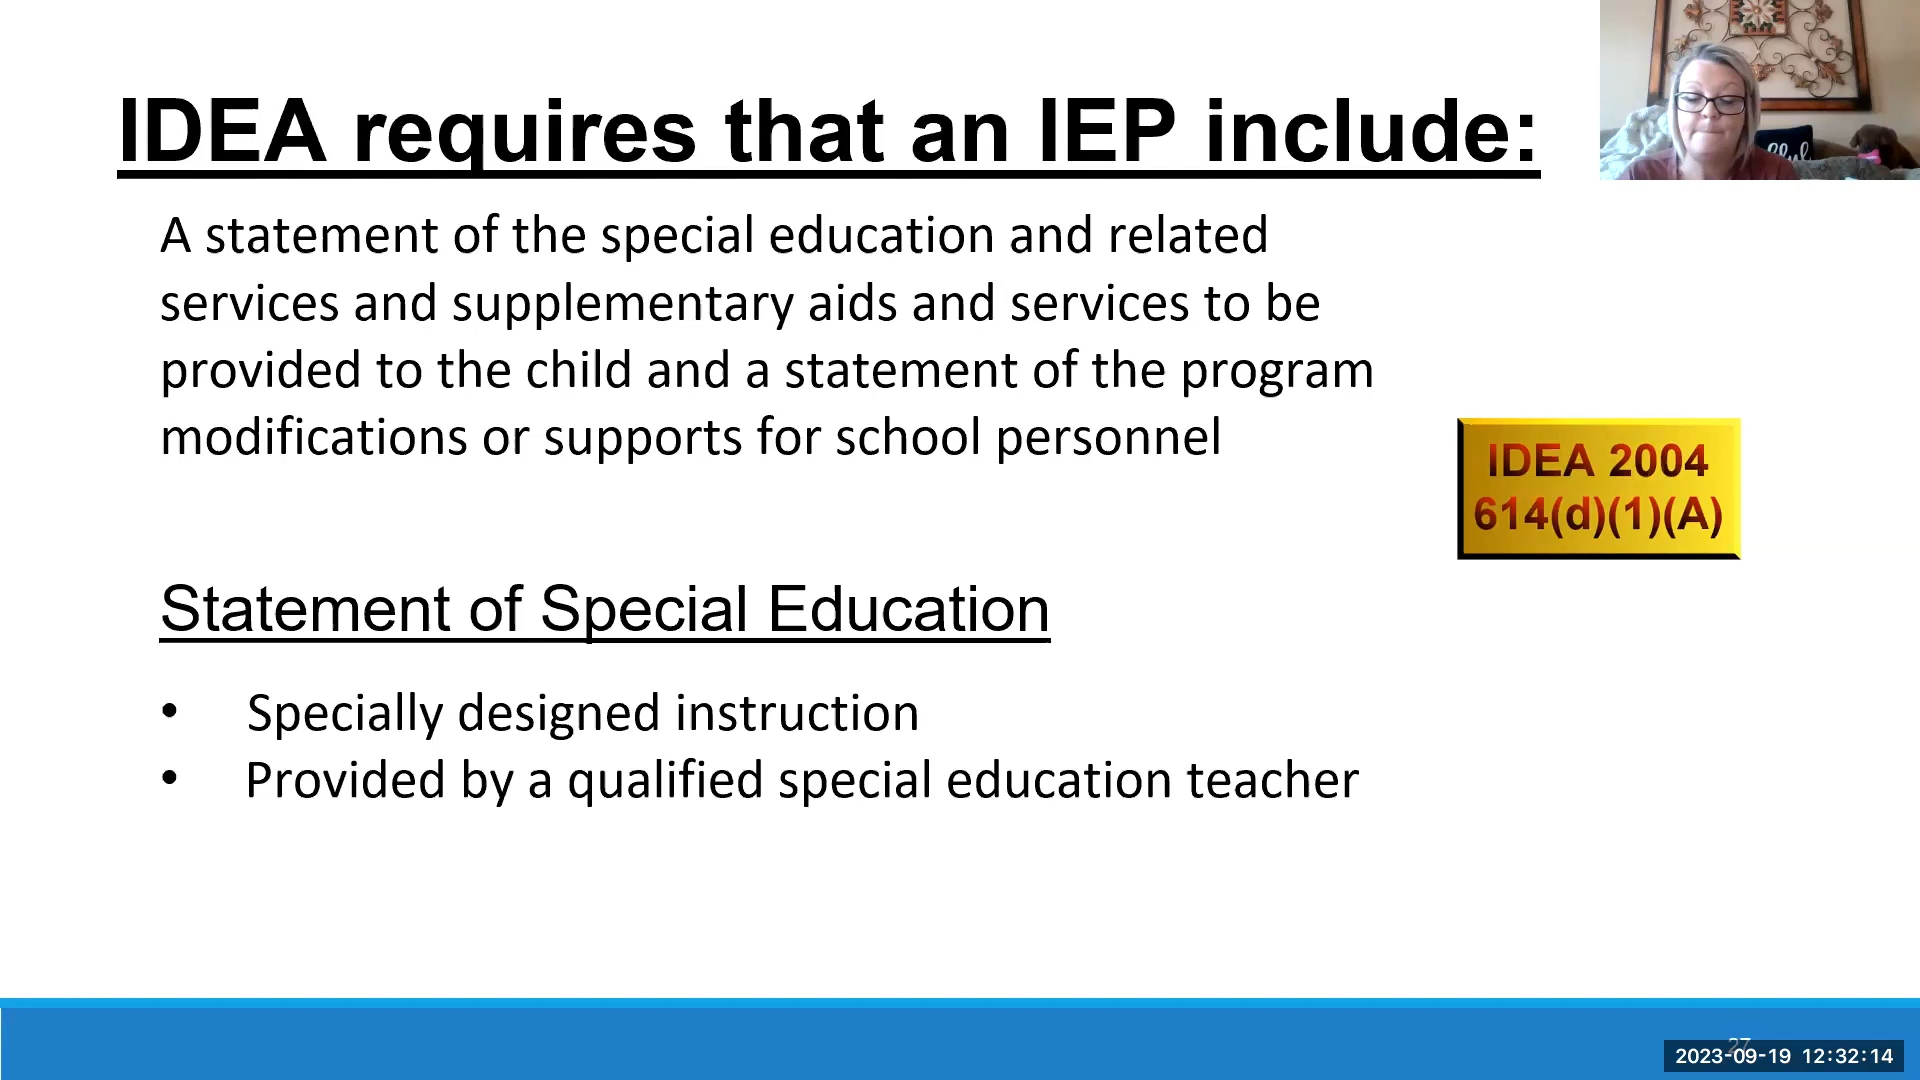 IDEA requires that an IEP include:
A statement of the special education and related
services and supplementary aids and services to be
provided to the child and a statement of the program
modifications or supports for school personnel
IDEA 2004
614(d)(1)(A)
Statement of Special Education
• Specially designed instruction
• Provided by a qualified special education teacher
27
2023-09-19 12:32:14